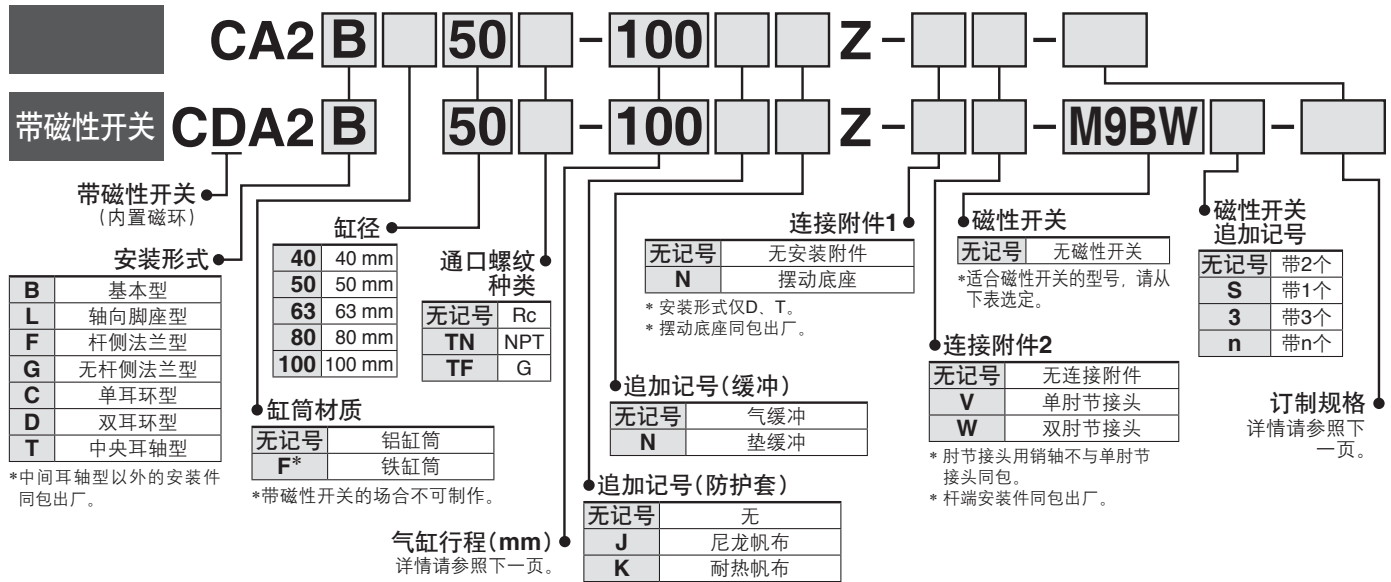 CA2 B 50 - 100 Z - -
带磁性开关 CDA2 B 50 - 100 Z - - M9BW -
带磁性开关
(内置磁环)
安装形式
B 基本型
L 轴向脚座型
F 杆侧法兰型
G 无杆侧法兰型
C 单耳环型
D 双耳环型
T 中央耳轴型
*中间耳轴型以外的安装件
同包出厂。
缸径
40 40 mm
50 50 mm
63 63 mm
80 80 mm
100 100 mm
通口螺纹
种类
无记号 Rc
TN NPT
TF G
缸筒材质
无记号 铝缸筒
F* 铁缸筒
*带磁性开关的场合不可制作。
气缸行程(mm)
详情请参照下一页。
追加记号(防护套)
无记号 无
J 尼龙帆布
K 耐热帆布
追加记号(缓冲)
无记号 气缓冲
N 垫缓冲
连接附件1
无记号 无安装附件
N 摆动底座
* 安装形式仅D、T。
* 摆动底座同包出厂。
连接附件2
无记号 无连接附件
V 单肘节接头
W 双肘节接头
* 肘节接头用销轴不与单肘节
接头同包。
* 杆端安装件同包出厂。
磁性开关
无记号 无磁性开关
*适合磁性开关的型号, 请从
下表选定。
磁性开关
追加记号
无记号 带2个
S 带1个
3 带3个
n 带n个
订制规格
详情请参照下
一页。